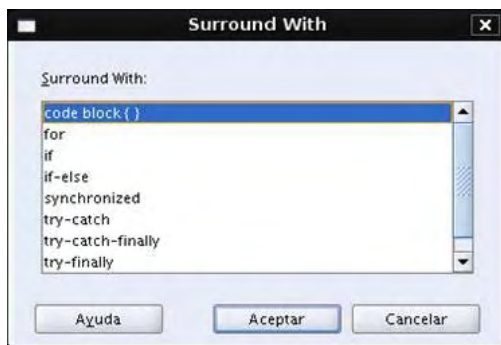 Surround With
Surround With:
code block { }
for
if
if-else
synchronized
try-catch
try-catch-finally
try-finally
Ayuda
Aceptar
Cancelar